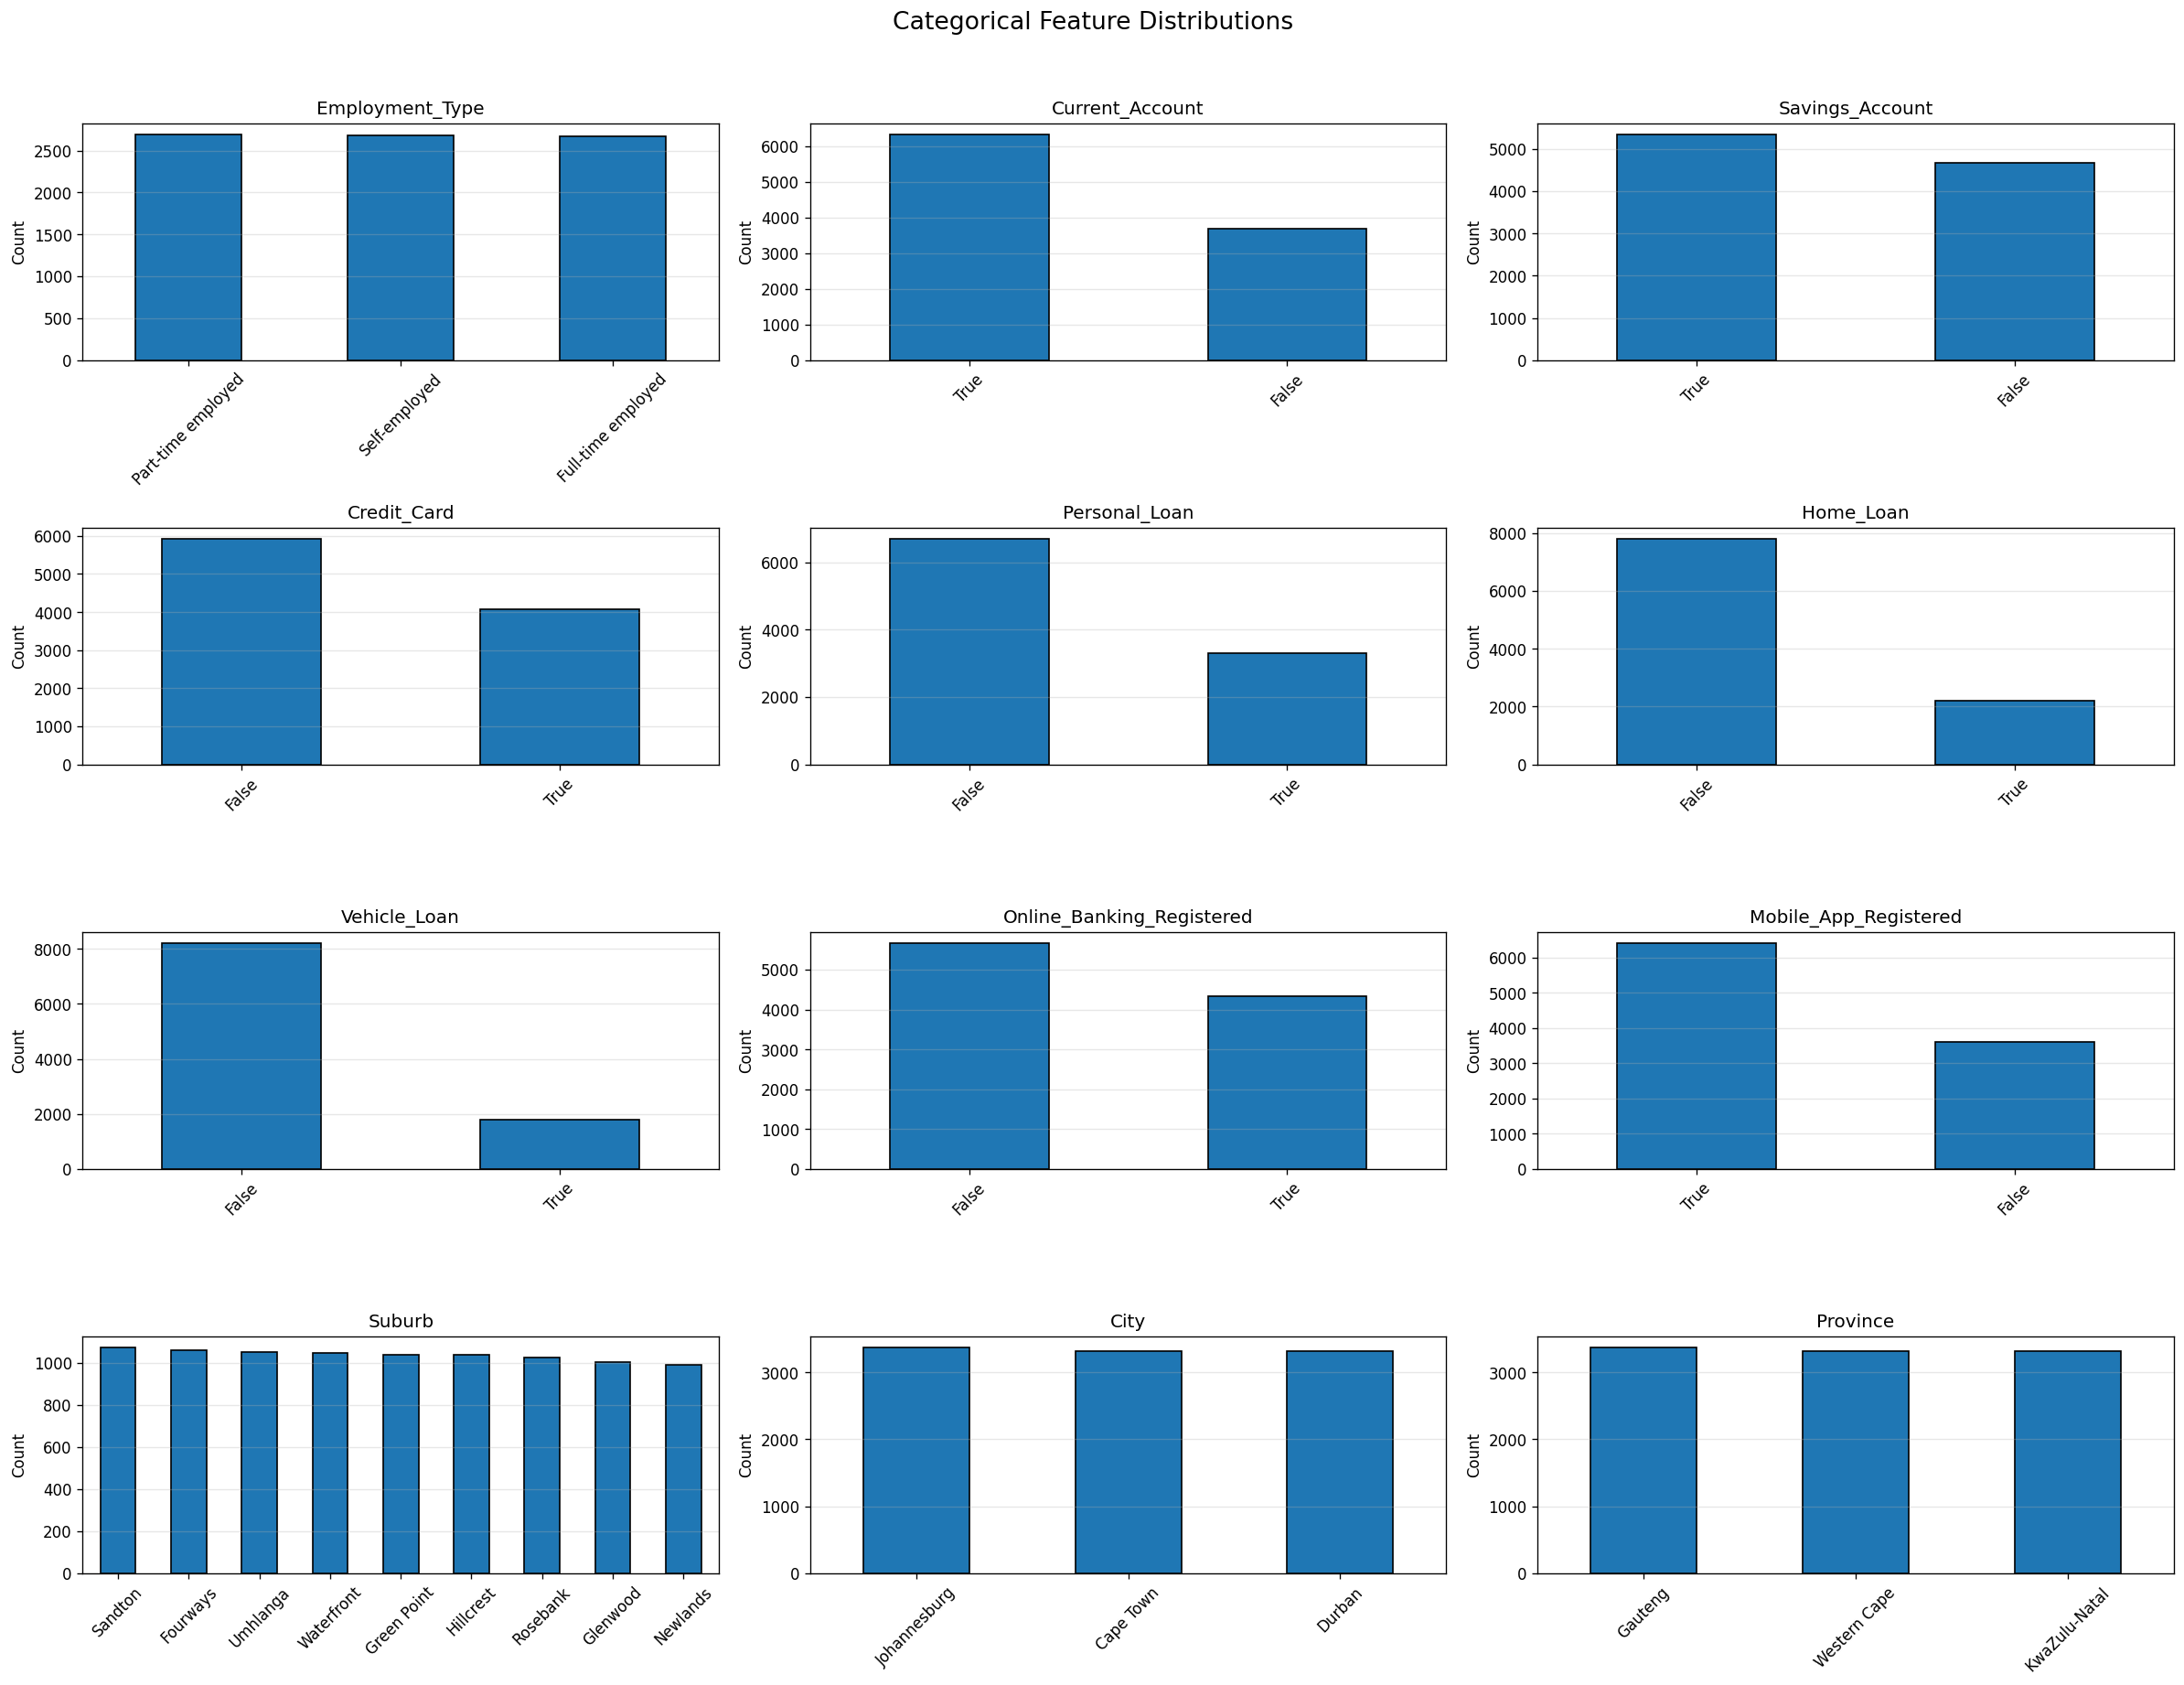 Categorical Feature Distributions
Employment_Type
Count
2500
2000
1500
1000
500
0
Part-time employed
Self-employed
Full-time employed
Current_Account
Count
6000
5000
4000
3000
2000
1000
0
True
False
Savings_Account
Count
5000
4000
3000
2000
1000
0
True
False
Credit_Card
Count
6000
5000
4000
3000
2000
1000
0
False
True
Personal_Loan
Count
6000
4000
2000
0
False
True
Home_Loan
Count
8000
6000
4000
2000
0
False
True
Vehicle_Loan
Count
8000
6000
4000
2000
0
False
True
Online_Banking_Registered
Count
5000
4000
3000
2000
1000
0
False
True
Mobile_App_Registered
Count
6000
5000
4000
3000
2000
1000
0
True
False
Suburb
Count
1000
800
600
400
200
0
Sandton
Fourways
Umhlanga
Waterfront
Green Point
Hillcrest
Rosebank
Glenwood
Newlands
City
Count
3000
2000
1000
0
Johannesburg
Cape Town
Durban
Province
Count
3000
2000
1000
0
Gauteng
Western Cape
KwaZulu-Natal